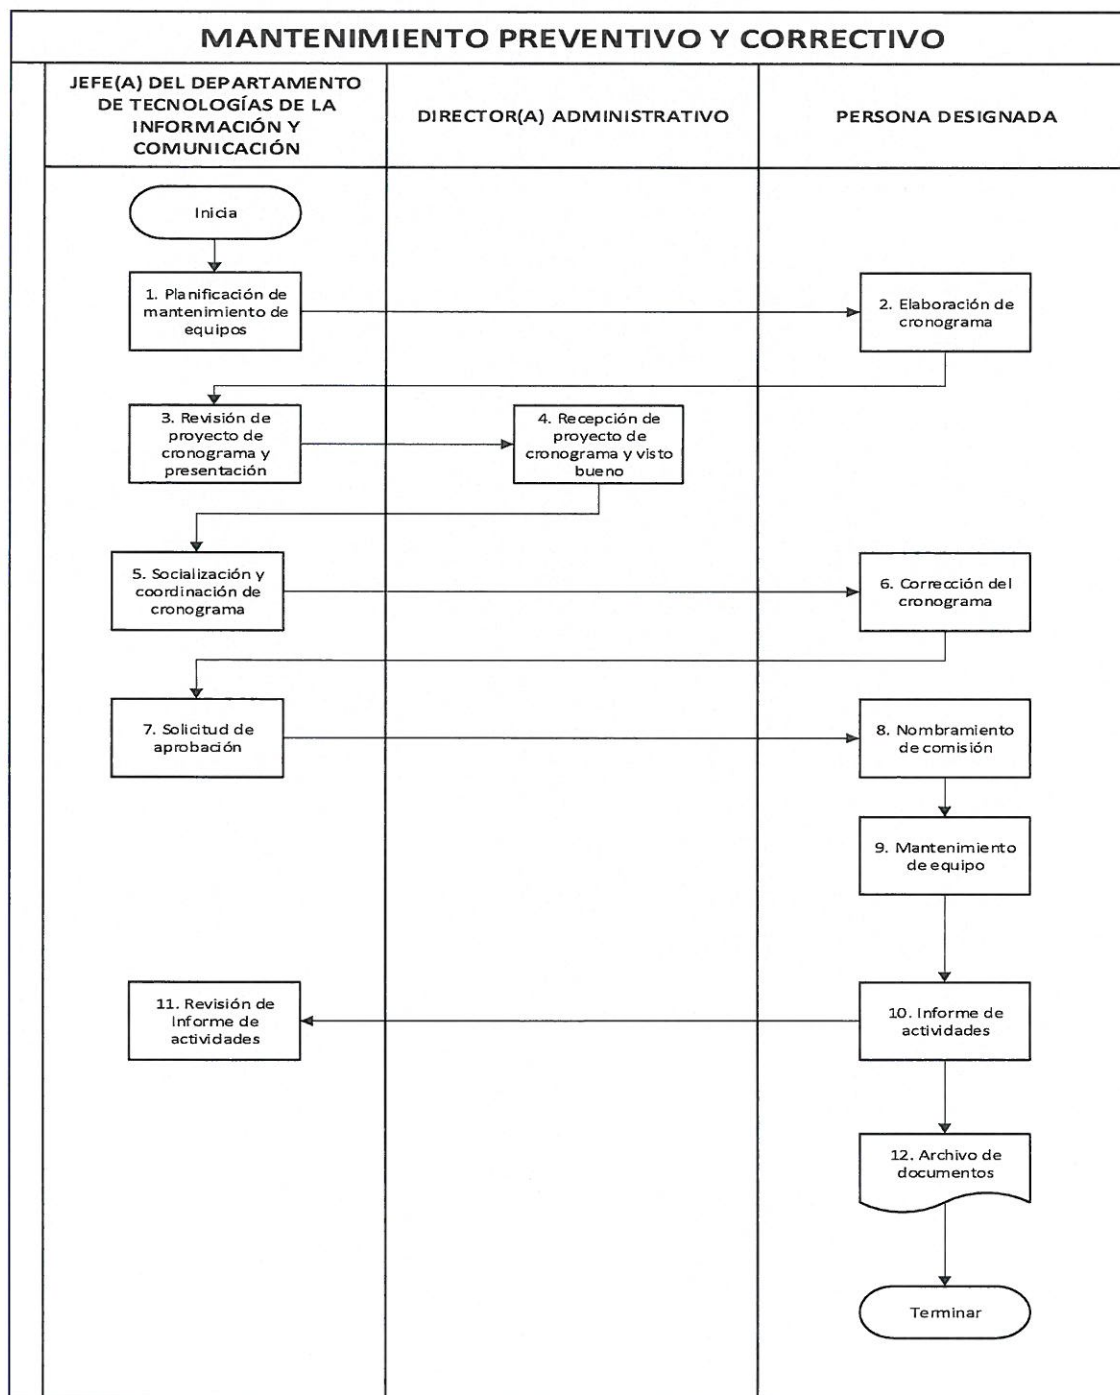 MANTENIMIENTO PREVENTIVO Y CORRECTIVO
JEFE(A) DEL DEPARTAMENTO
DE TECNOLOGÍAS DE LA
INFORMACIÓN Y
COMUNICACIÓN
DIRECTOR(A) ADMINISTRATIVO
PERSONA DESIGNADA
Inicia
1. Planificación de
mantenimiento de
equipos
2. Elaboración de
cronograma
3. Revisión de
proyecto de
cronograma y
presentación
4. Recepción de
proyecto de
cronograma y visto
bueno
5. Socialización y
coordinación de
cronograma
6. Corrección del
cronograma
7. Solicitud de
aprobación
8. Nombramiento
de comisión
9. Mantenimiento
de equipo
10. Informe de
actividades
11. Revisión de
Informe de
actividades
12. Archivo de
documentos
Terminar